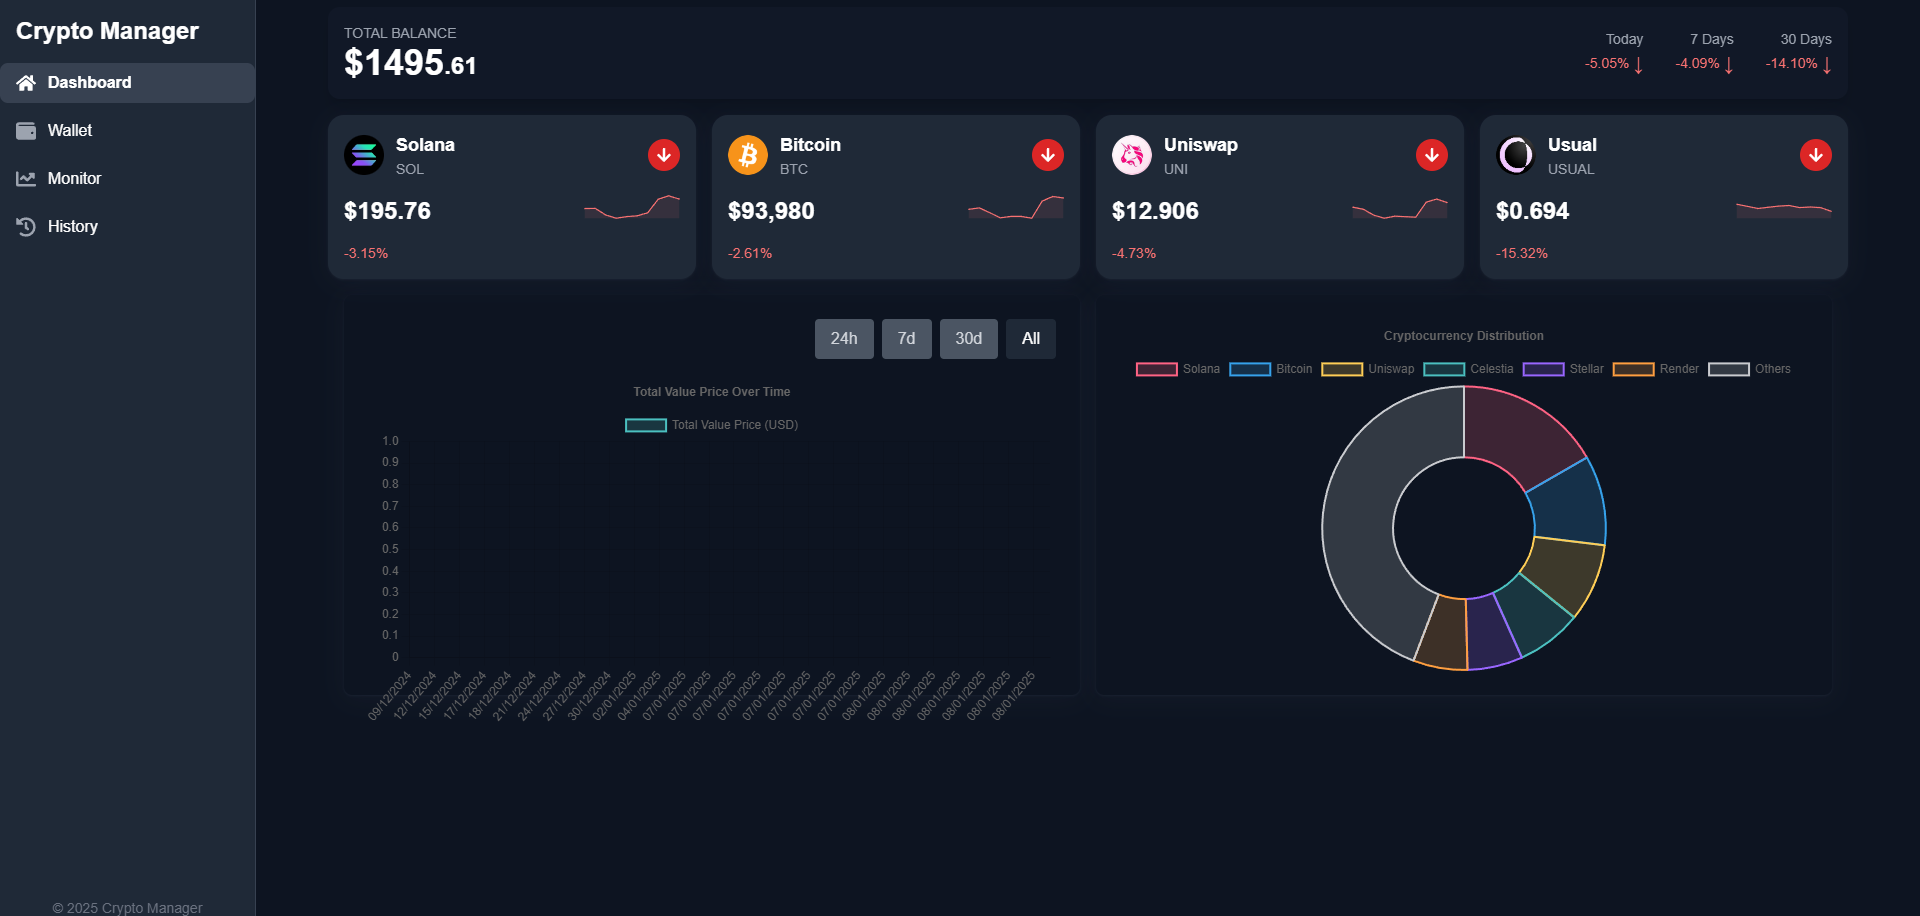 Crypto Manager
Dashboard
Wallet
Monitor
History
© 2025 Crypto Manager
TOTAL BALANCE
$1495.61
Today 7 Days 30 Days
-5.05% ↓ -4.09% ↓ -14.10% ↓
Solana
SOL
$195.76
-3.15%
Bitcoin
BTC
$93,980
-2.61%
Uniswap
UNI
$12.906
-4.73%
Usual
USUAL
$0.694
-15.32%
24h 7d 30d All
Total Value Price Over Time
Total Value Price (USD)
1.0
0.9
0.8
0.7
0.6
0.5
0.4
0.3
0.2
0.1
0
09/12/2024 12/12/2024 15/12/2024 17/12/2024 18/12/2024 21/12/2024 24/12/2024 27/12/2024 30/12/2024 02/01/2025 04/01/2025 07/01/2025 07/01/2025 07/01/2025 07/01/2025 07/01/2025 07/01/2025 07/01/2025 08/01/2025 08/01/2025 08/01/2025 08/01/2025 08/01/2025 08/01/2025 08/01/2025 08/01/2025
Cryptocurrency Distribution
Solana Bitcoin Uniswap Celestia Stellar Render Others